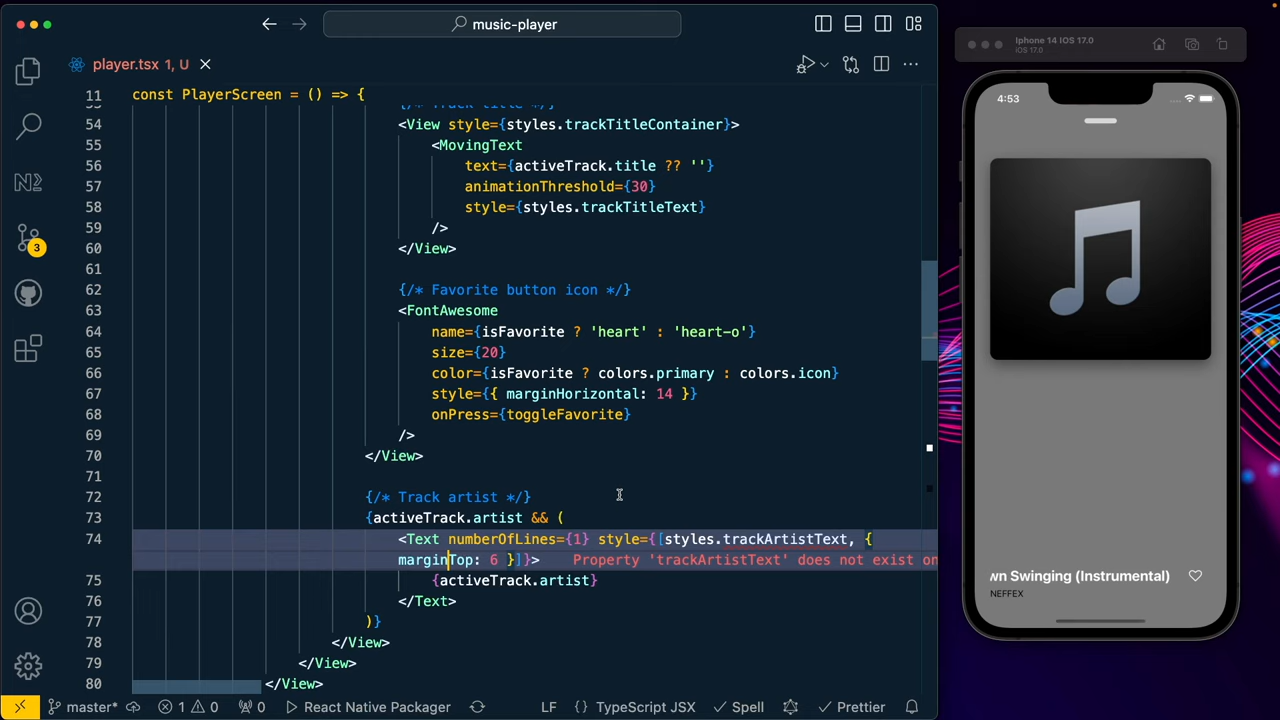 music-player
player.tsx 1, U
11 const PlayerScreen = () => {
54 <View style={styles.trackTitleContainer}>
55 <MovingText
56 text={activeTrack.title ?? ''}
57 animationThreshold={30}
58 style={styles.trackTitleText}
59 />
60 </View>
61
62 {/* Favorite button icon */}
63 <FontAwesome
64 name={isFavorite ? 'heart' : 'heart-o'}
65 size={20}
66 color={isFavorite ? colors.primary : colors.icon}
67 style={{ marginHorizontal: 14 }}
68 onPress={toggleFavorite}
69 />
70 </View>
71
72 {/* Track artist */}
73 {activeTrack.artist && (
74 <Text numberOfLines={1} style={[styles.trackArtistText, {
marginTop: 6 }]}> Property 'trackArtistText' does not exist on
75 {activeTrack.artist}
76 </Text>
77 )}
78 </View>
79 </View>
80 </View>
3
master* 1 0 0 React Native Packager LF {} TypeScript JSX Spell Prettier
Iphone 14 IOS 17.0
iOS 17.0
4:53
wn Swinging (Instrumental)
NEFFEX